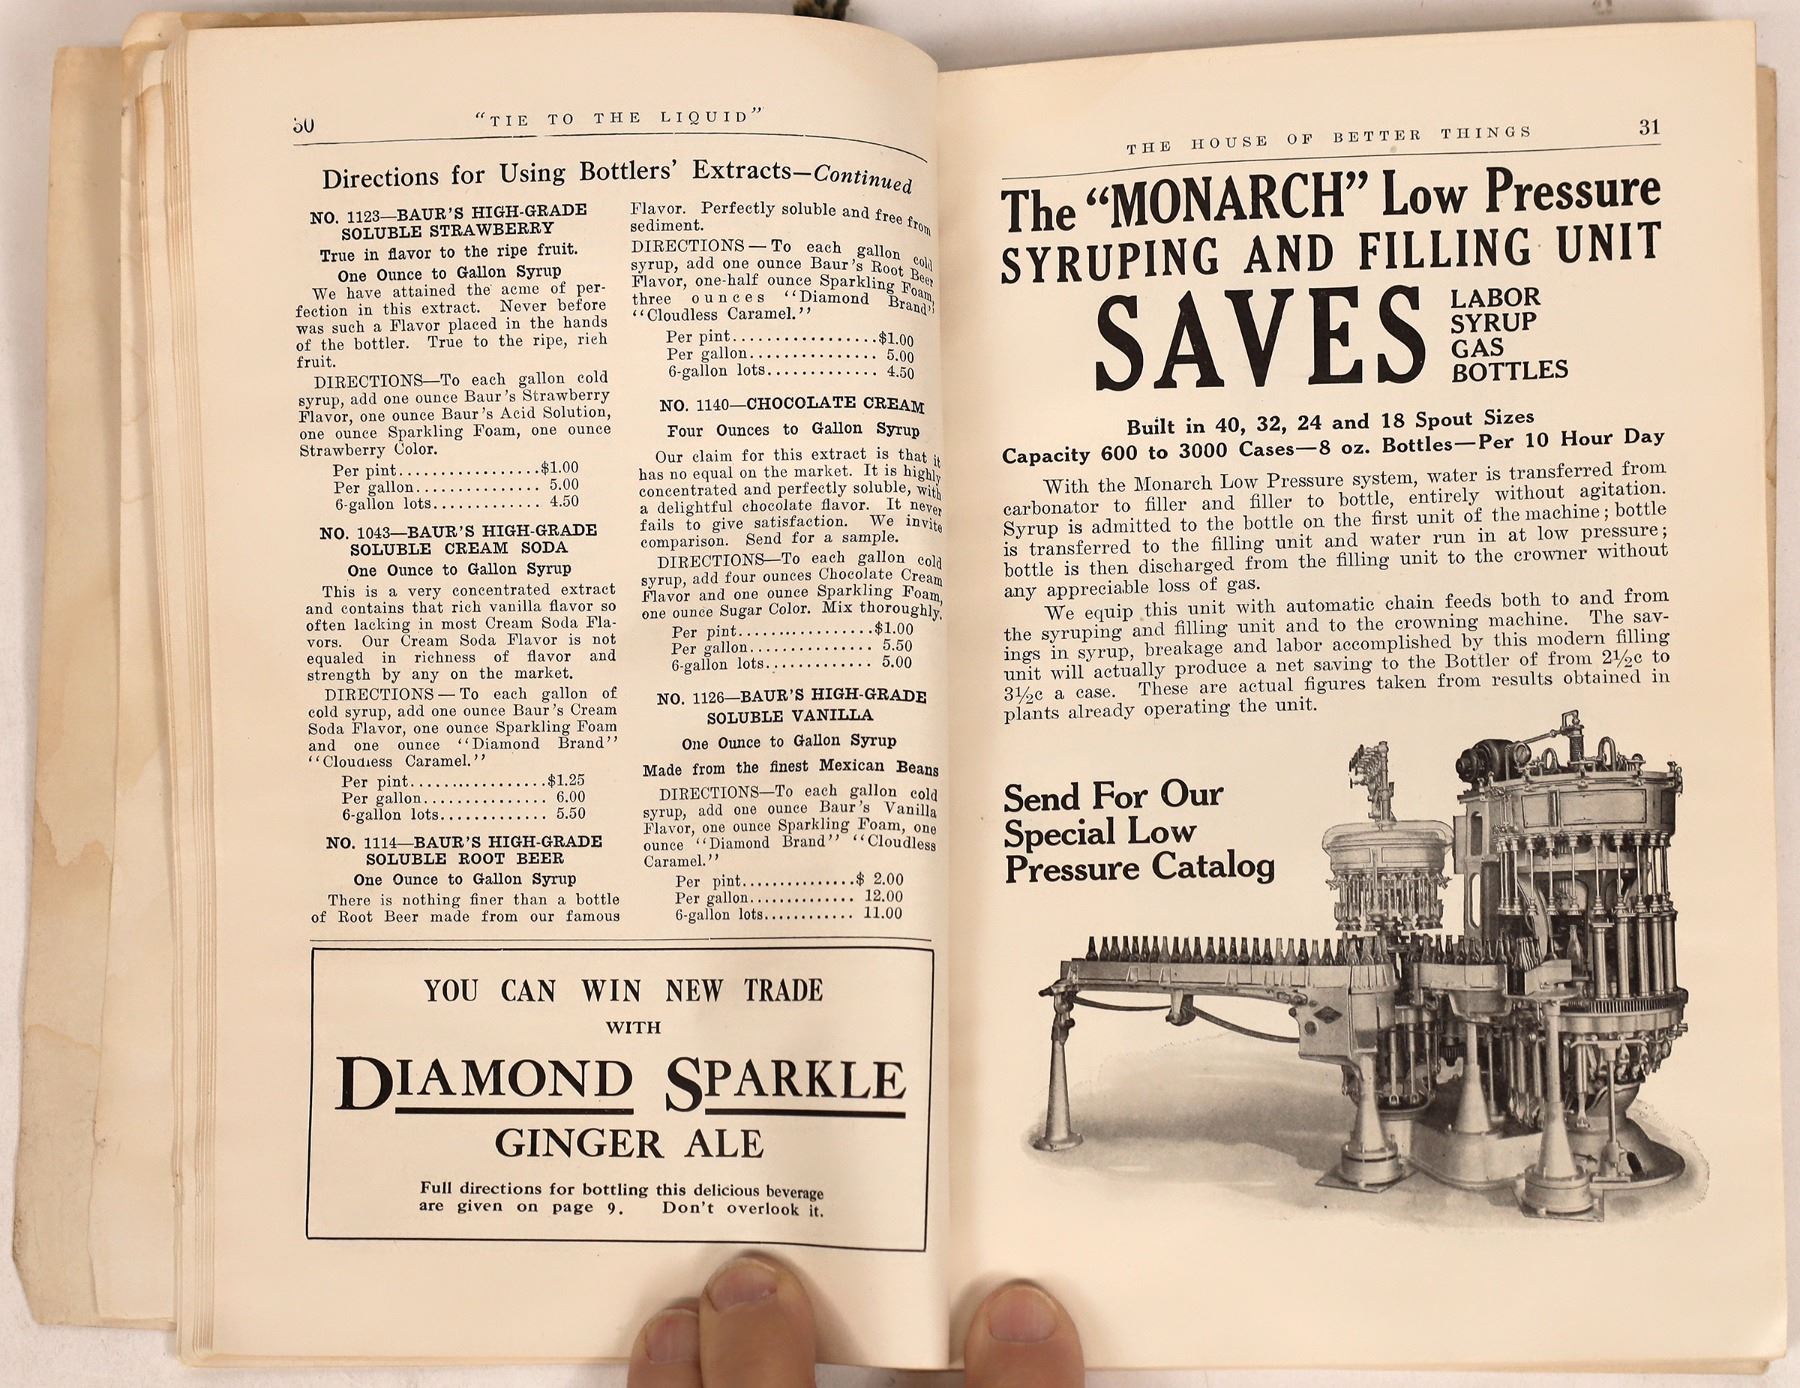 30
"TIE TO THE LIQUID"
Directions for Using Bottlers' Extracts—Continued
NO. 1123—BAUR'S HIGH-GRADE
SOLUBLE STRAWBERRY
True in flavor to the ripe fruit.
One Ounce to Gallon Syrup
We have attained the acme of per-
fection in this extract. Never before
was such a Flavor placed in the hands
of the bottler. True to the ripe, rich
fruit.
DIRECTIONS—To each gallon cold
syrup, add one ounce Baur's Strawberry
Flavor, one ounce Baur's Acid Solution,
one ounce Sparkling Foam, one ounce
Strawberry Color.
Per pint.................$1.00
Per gallon............... 5.00
6-gallon lots............. 4.50
NO. 1043—BAUR'S HIGH-GRADE
SOLUBLE CREAM SODA
One Ounce to Gallon Syrup
This is a very concentrated extract
and contains that rich vanilla flavor so
often lacking in most Cream Soda Fla-
vors. Our Cream Soda Flavor is not
equaled in richness of flavor and
strength by any on the market.
DIRECTIONS—To each gallon of
cold syrup, add one ounce Baur's Cream
Soda Flavor, one ounce Sparkling Foam
and one ounce "Diamond Brand"
"Cloudless Caramel."
Per pint.................$1.25
Per gallon............... 6.00
6-gallon lots............. 5.50
NO. 1114—BAUR'S HIGH-GRADE
SOLUBLE ROOT BEER
One Ounce to Gallon Syrup
There is nothing finer than a bottle
of Root Beer made from our famous
Flavor. Perfectly soluble and free from
sediment.
DIRECTIONS—To each gallon cold
syrup, add one ounce Baur's Root Beer
Flavor, one-half ounce Sparkling Foam,
three ounces "Diamond Brand"
"Cloudless Caramel."
Per pint.................$1.00
Per gallon............... 5.00
6-gallon lots............. 4.50
NO. 1140—CHOCOLATE CREAM
Four Ounces to Gallon Syrup
Our claim for this extract is that it
has no equal on the market. It is highly
concentrated and perfectly soluble, with
a delightful chocolate flavor. It never
fails to give satisfaction. We invite
comparison. Send for a sample.
DIRECTIONS—To each gallon cold
syrup, add four ounces Chocolate Cream
Flavor and one ounce Sparkling Foam,
one ounce Sugar Color. Mix thoroughly.
Per pint.................$1.00
Per gallon............... 5.50
6-gallon lots............. 5.00
NO. 1126—BAUR'S HIGH-GRADE
SOLUBLE VANILLA
One Ounce to Gallon Syrup
Made from the finest Mexican Beans
DIRECTIONS—To each gallon cold
syrup, add one ounce Baur's Vanilla
Flavor, one ounce Sparkling Foam, one
ounce "Diamond Brand" "Cloudless
Caramel."
Per pint...............$ 2.00
Per gallon.............. 12.00
6-gallon lots............ 11.00
YOU CAN WIN NEW TRADE
WITH
DIAMOND SPARKLE
GINGER ALE
Full directions for bottling this delicious beverage
are given on page 9. Don't overlook it.
THE HOUSE OF BETTER THINGS
31
The "MONARCH" Low Pressure
SYRUPING AND FILLING UNIT
SAVES
LABOR
SYRUP
GAS
BOTTLES
Built in 40, 32, 24 and 18 Spout Sizes
Capacity 600 to 3000 Cases—8 oz. Bottles—Per 10 Hour Day
With the Monarch Low Pressure system, water is transferred from
carbonator to filler and filler to bottle, entirely without agitation.
Syrup is admitted to the bottle on the first unit of the machine; bottle
is transferred to the filling unit and water run in at low pressure;
bottle is then discharged from the filling unit to the crowner without
any appreciable loss of gas.
We equip this unit with automatic chain feeds both to and from
the syruping and filling unit and to the crowning machine. The sav-
ings in syrup, breakage and labor accomplished by this modern filling
unit will actually produce a net saving to the Bottler of from 2½c to
3½c a case. These are actual figures taken from results obtained in
plants already operating the unit.
Send For Our
Special Low
Pressure Catalog